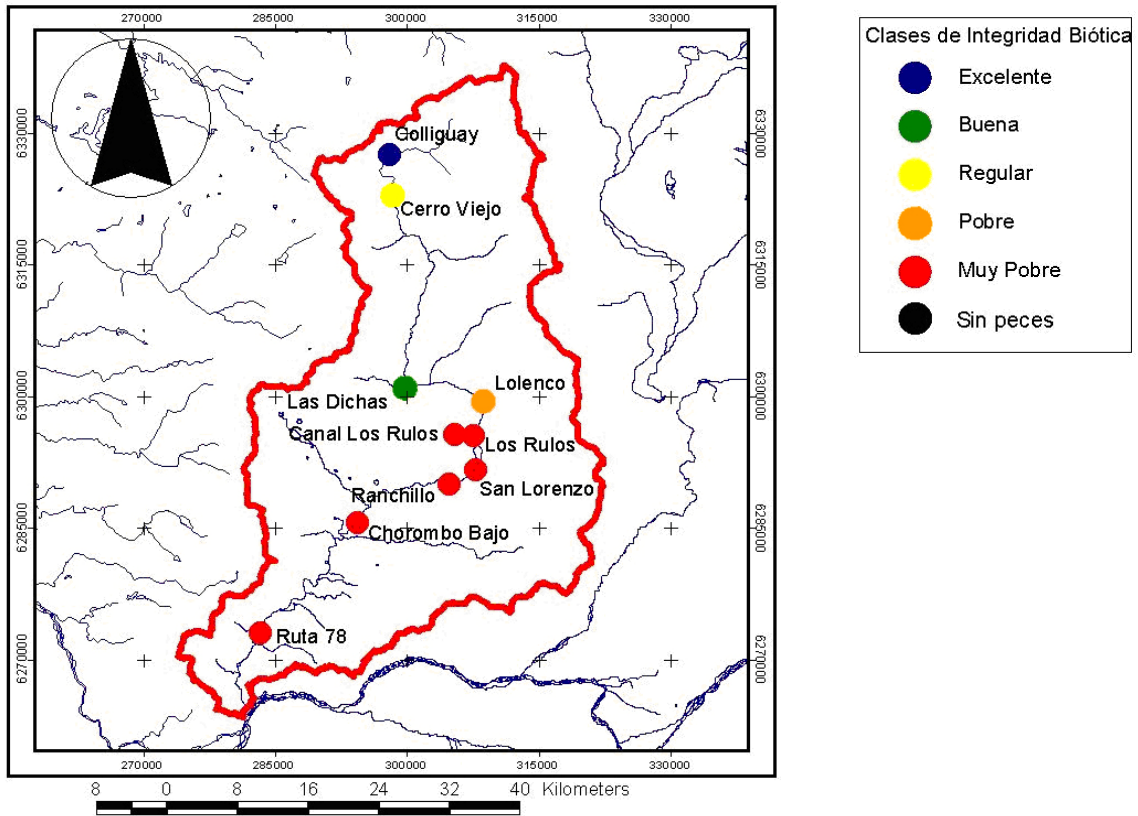 270000 285000 300000 315000 330000
Clases de Integridad Biótica
Excelente
Buena
Regular
Pobre
Muy Pobre
Sin peces
6330000
6315000
6300000
6285000
6270000
Golliguay
Cerro Viejo
Lolenco
Las Dichas
Canal Los Rulos
Los Rulos
San Lorenzo
Ranchillo
Chorombo Bajo
Ruta 78
6330000
6315000
6300000
6285000
6270000
270000 285000 300000 315000 330000
8 0 8 16 24 32 40 Kilometers